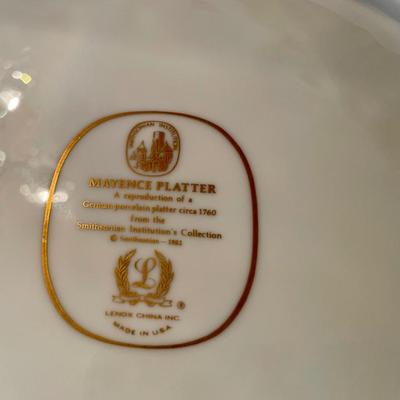 SMITHSONIAN INSTITUTION
MAYENCE PLATTER
A reproduction of a
German porcelain platter circa 1760
from the
Smithsonian Institution's Collection
© Smithsonian — 1981
L
LENOX CHINA INC.
MADE IN U.S.A.